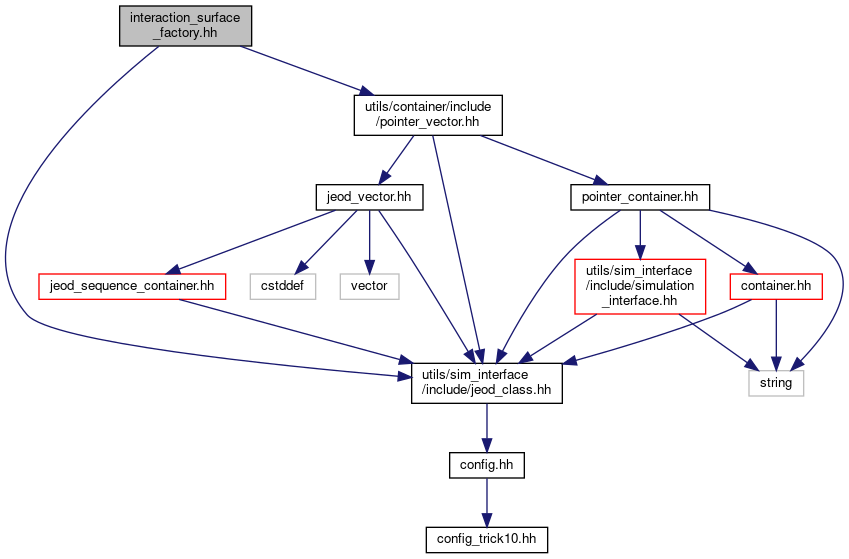 interaction_surface
_factory.hh
utils/container/include
/pointer_vector.hh
jeod_vector.hh
pointer_container.hh
jeod_sequence_container.hh
cstddef
vector
utils/sim_interface
/include/simulation
_interface.hh
container.hh
utils/sim_interface
/include/jeod_class.hh
string
config.hh
config_trick10.hh